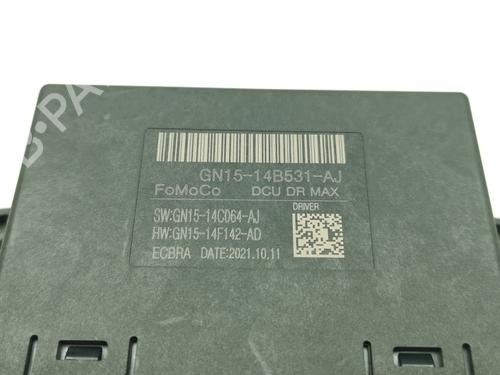 GN15-14B531-AJ
FoMoCo DCU DR MAX
SW:GN15-14C064-AJ DRIVER
HW:GN15-14F142-AD
ECBRA DATE:2021.10.11
B-PA